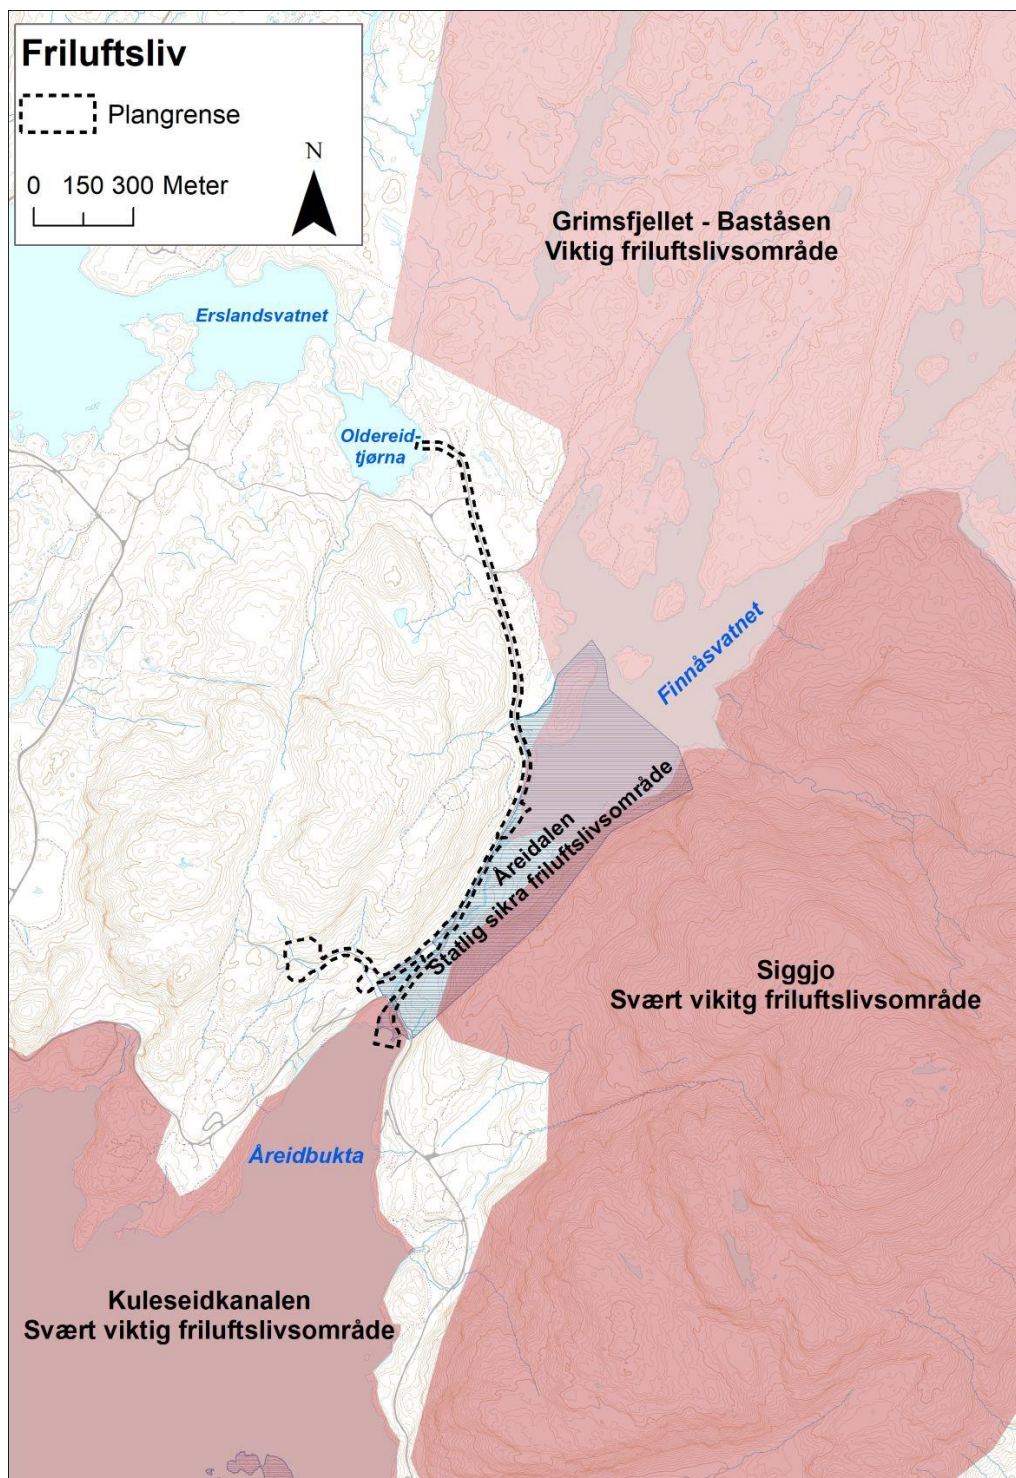 Friluftsliv
Plangrense
N
0 150 300 Meter
Grimsfjellet - Baståsen
Viktig friluftslivsområde
Erslandsvatnet
Oldereid-
tjørna
Finnåsvatnet
Åreidalen
Statlig sikra friluftslivsområde
Siggjo
Svært vikitg friluftslivsområde
Åreidbukta
Kuleseidkanalen
Svært viktig friluftslivsområde